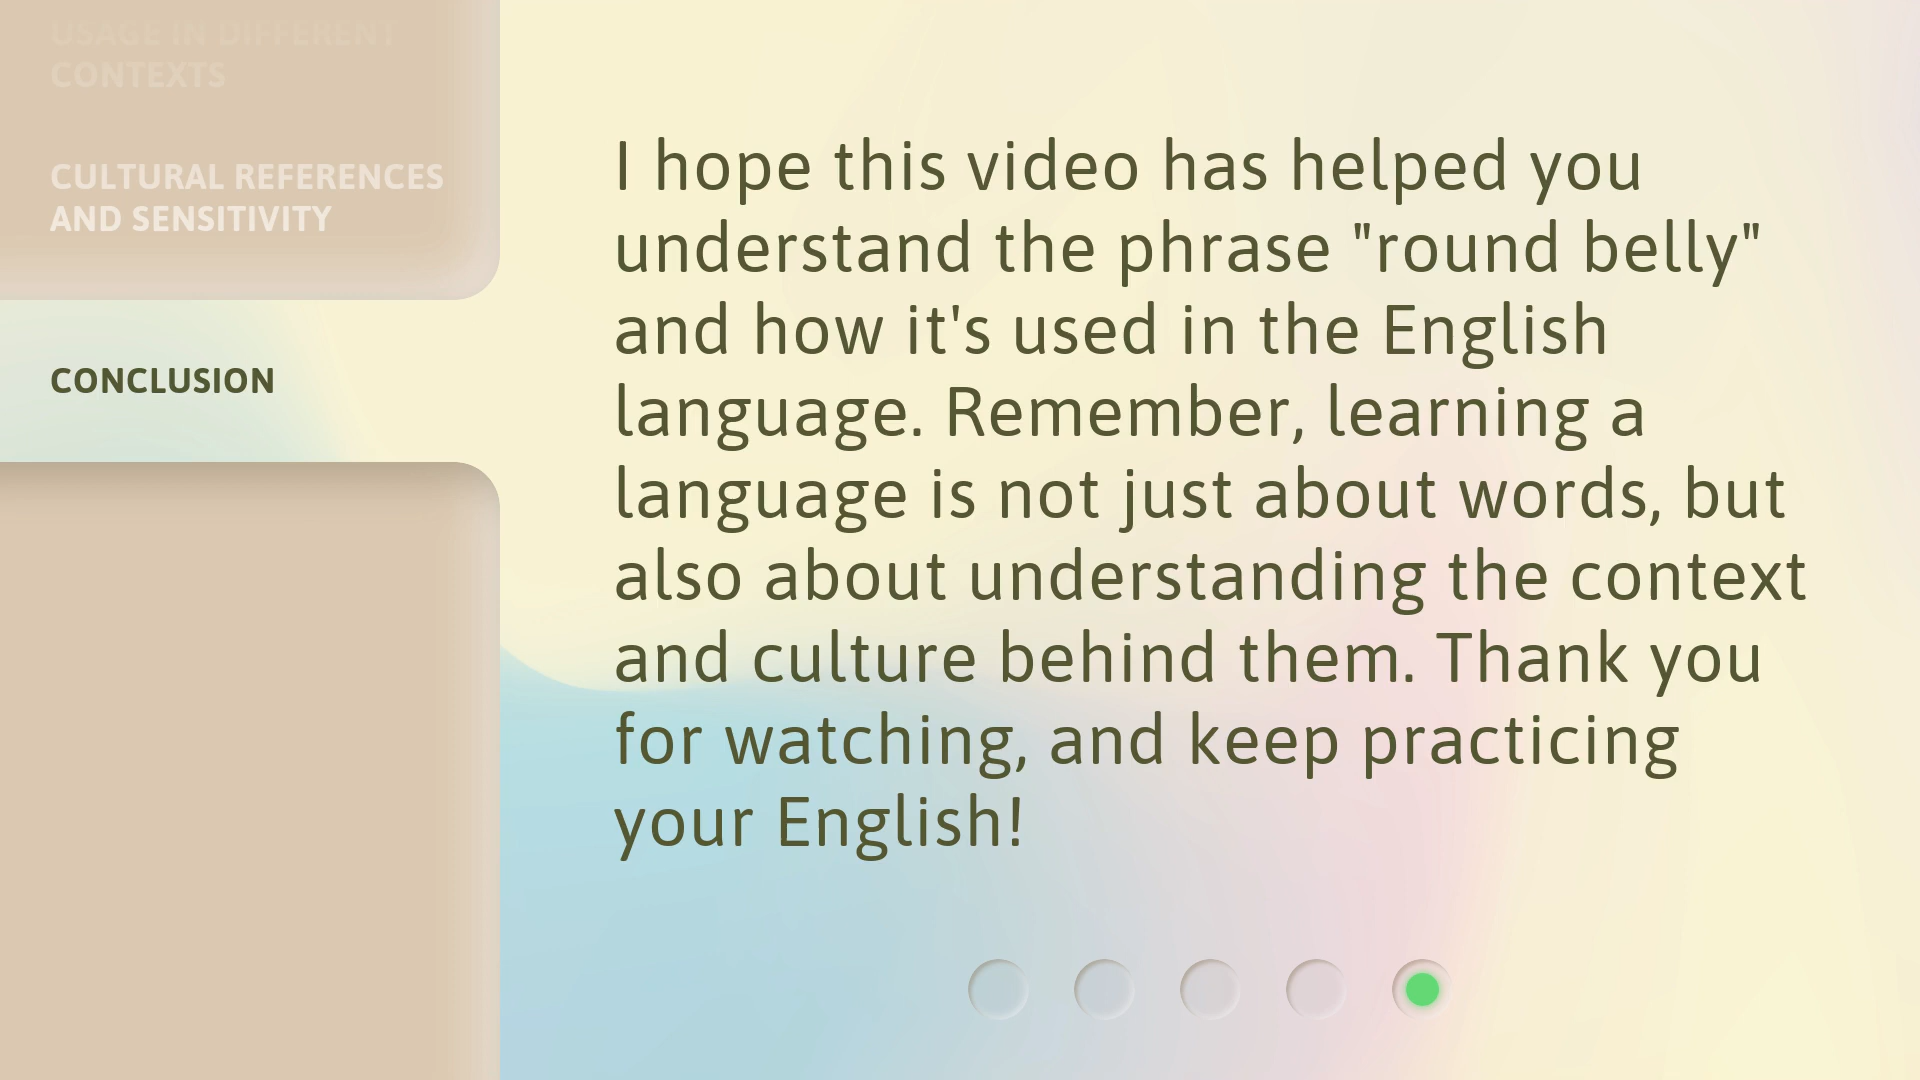 USAGE IN DIFFERENT
CONTEXTS
CULTURAL REFERENCES
AND SENSITIVITY
CONCLUSION
I hope this video has helped you
understand the phrase "round belly"
and how it's used in the English
language. Remember, learning a
language is not just about words, but
also about understanding the context
and culture behind them. Thank you
for watching, and keep practicing
your English!